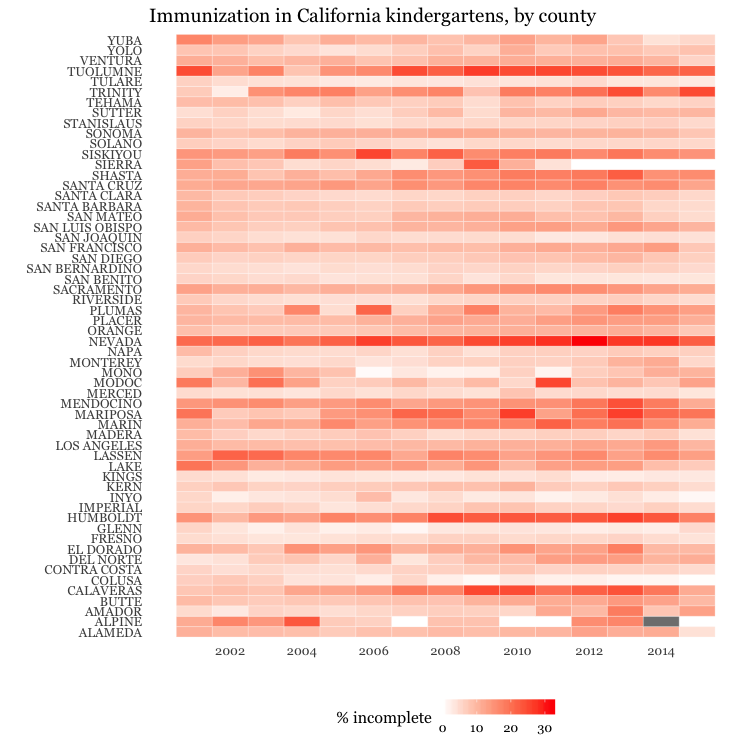 Immunization in California kindergartens, by county
YUBA
YOLO
VENTURA
TUOLUMNE
TULARE
TRINITY
TEHAMA
SUTTER
STANISLAUS
SONOMA
SOLANO
SISKIYOU
SIERRA
SHASTA
SANTA CRUZ
SANTA CLARA
SANTA BARBARA
SAN MATEO
SAN LUIS OBISPO
SAN JOAQUIN
SAN FRANCISCO
SAN DIEGO
SAN BERNARDINO
SAN BENITO
SACRAMENTO
RIVERSIDE
PLUMAS
PLACER
ORANGE
NEVADA
NAPA
MONTEREY
MONO
MODOC
MERCED
MENDOCINO
MARIPOSA
MARIN
MADERA
LOS ANGELES
LASSEN
LAKE
KINGS
KERN
INYO
IMPERIAL
HUMBOLDT
GLENN
FRESNO
EL DORADO
DEL NORTE
CONTRA COSTA
COLUSA
CALAVERAS
BUTTE
AMADOR
ALPINE
ALAMEDA
2002 2004 2006 2008 2010 2012 2014
% incomplete
0 10 20 30